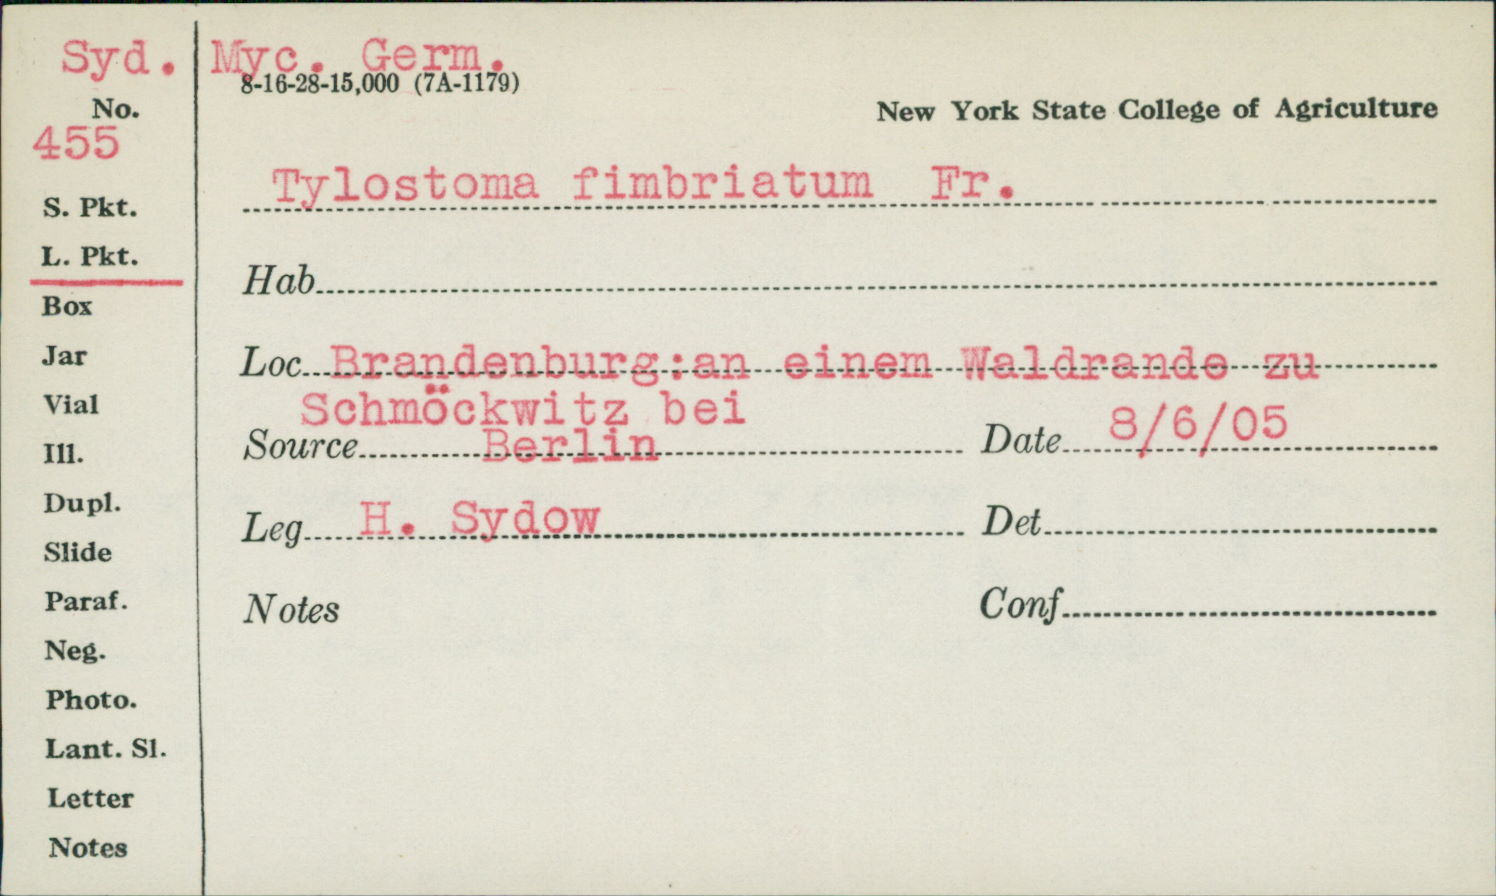 Syd. Myc. Germ.
8-16-28-15,000 (7A-1179)
No.
New York State College of Agriculture
455
Tylostoma fimbriatum Fr.
S. Pkt.
L. Pkt.
Hab
Box
Loc Brandenburg:an einem Waldrande zu
Jar
Schmöckwitz bei
Vial
Source Berlin Date 8/6/05
Ill.
Dupl.
Leg H. Sydow Det
Slide
Paraf.
Notes Conf
Neg.
Photo.
Lant. Sl.
Letter
Notes